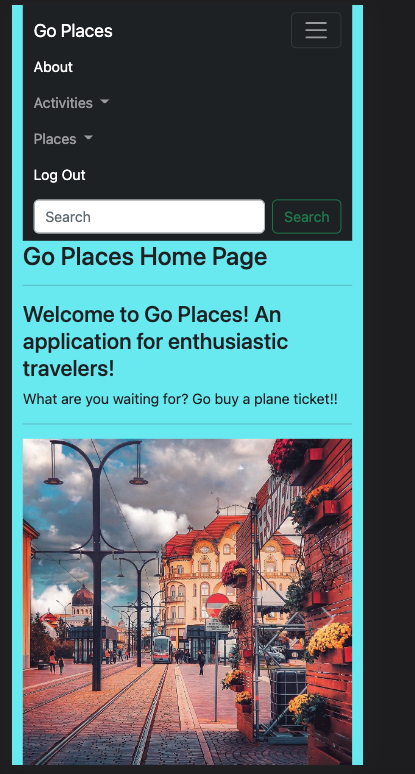 Go Places
About
Activities
Places
Log Out
Search Search
Go Places Home Page
Welcome to Go Places! An
application for enthusiastic
travelers!
What are you waiting for? Go buy a plane ticket!!